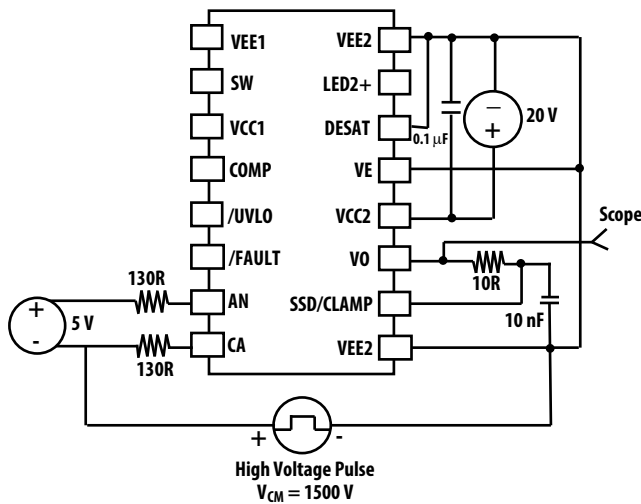 VEE1
VEE2
SW
LED2+
VCC1
DESAT
0.1 µF
−
+
20 V
COMP
VE
/UVLO
VCC2
Scope
/FAULT
VO
130R
10R
AN
SSD/CLAMP
+
5 V
-
10 nF
CA
VEE2
130R
+
-
High Voltage Pulse
VCM = 1500 V